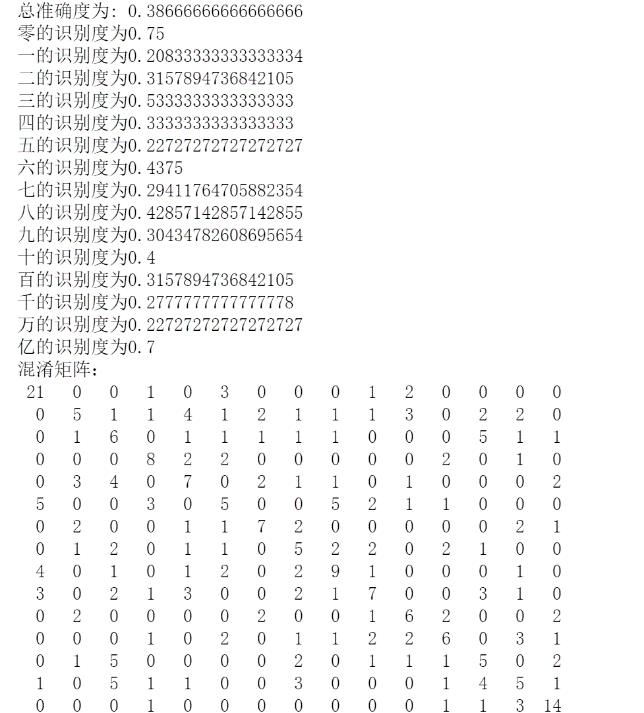 总准确度为: 0.38666666666666666
零的识别度为0.75
一的识别度为0.20833333333333334
二的识别度为0.3157894736842105
三的识别度为0.5333333333333333
四的识别度为0.3333333333333333
五的识别度为0.22727272727272727
六的识别度为0.4375
七的识别度为0.29411764705882354
八的识别度为0.42857142857142855
九的识别度为0.30434782608695654
十的识别度为0.4
百的识别度为0.3157894736842105
千的识别度为0.2777777777777778
万的识别度为0.22727272727272727
亿的识别度为0.7
混淆矩阵:
21 0 0 1 0 3 0 0 0 1 2 0 0 0 0
0 5 1 1 4 1 2 1 1 1 3 0 2 2 0
0 1 6 0 1 1 1 1 1 0 0 0 5 1 1
0 0 0 8 2 2 0 0 0 0 0 2 0 1 0
0 3 4 0 7 0 2 1 1 0 1 0 0 0 2
5 0 0 3 0 5 0 0 5 2 1 1 0 0 0
0 2 0 0 1 1 7 2 0 0 0 0 0 2 1
0 1 2 0 1 1 0 5 2 2 0 2 1 0 0
4 0 1 0 1 2 0 2 9 1 0 0 0 1 0
3 0 2 1 3 0 0 2 1 7 0 0 3 1 0
0 2 0 0 0 0 2 0 0 1 6 2 0 0 2
0 0 0 1 0 2 0 1 1 2 2 6 0 3 1
0 1 5 0 0 0 0 2 0 1 1 1 5 0 2
1 0 5 1 1 0 0 3 0 0 0 1 4 5 1
0 0 0 1 0 0 0 0 0 0 0 1 1 3 14